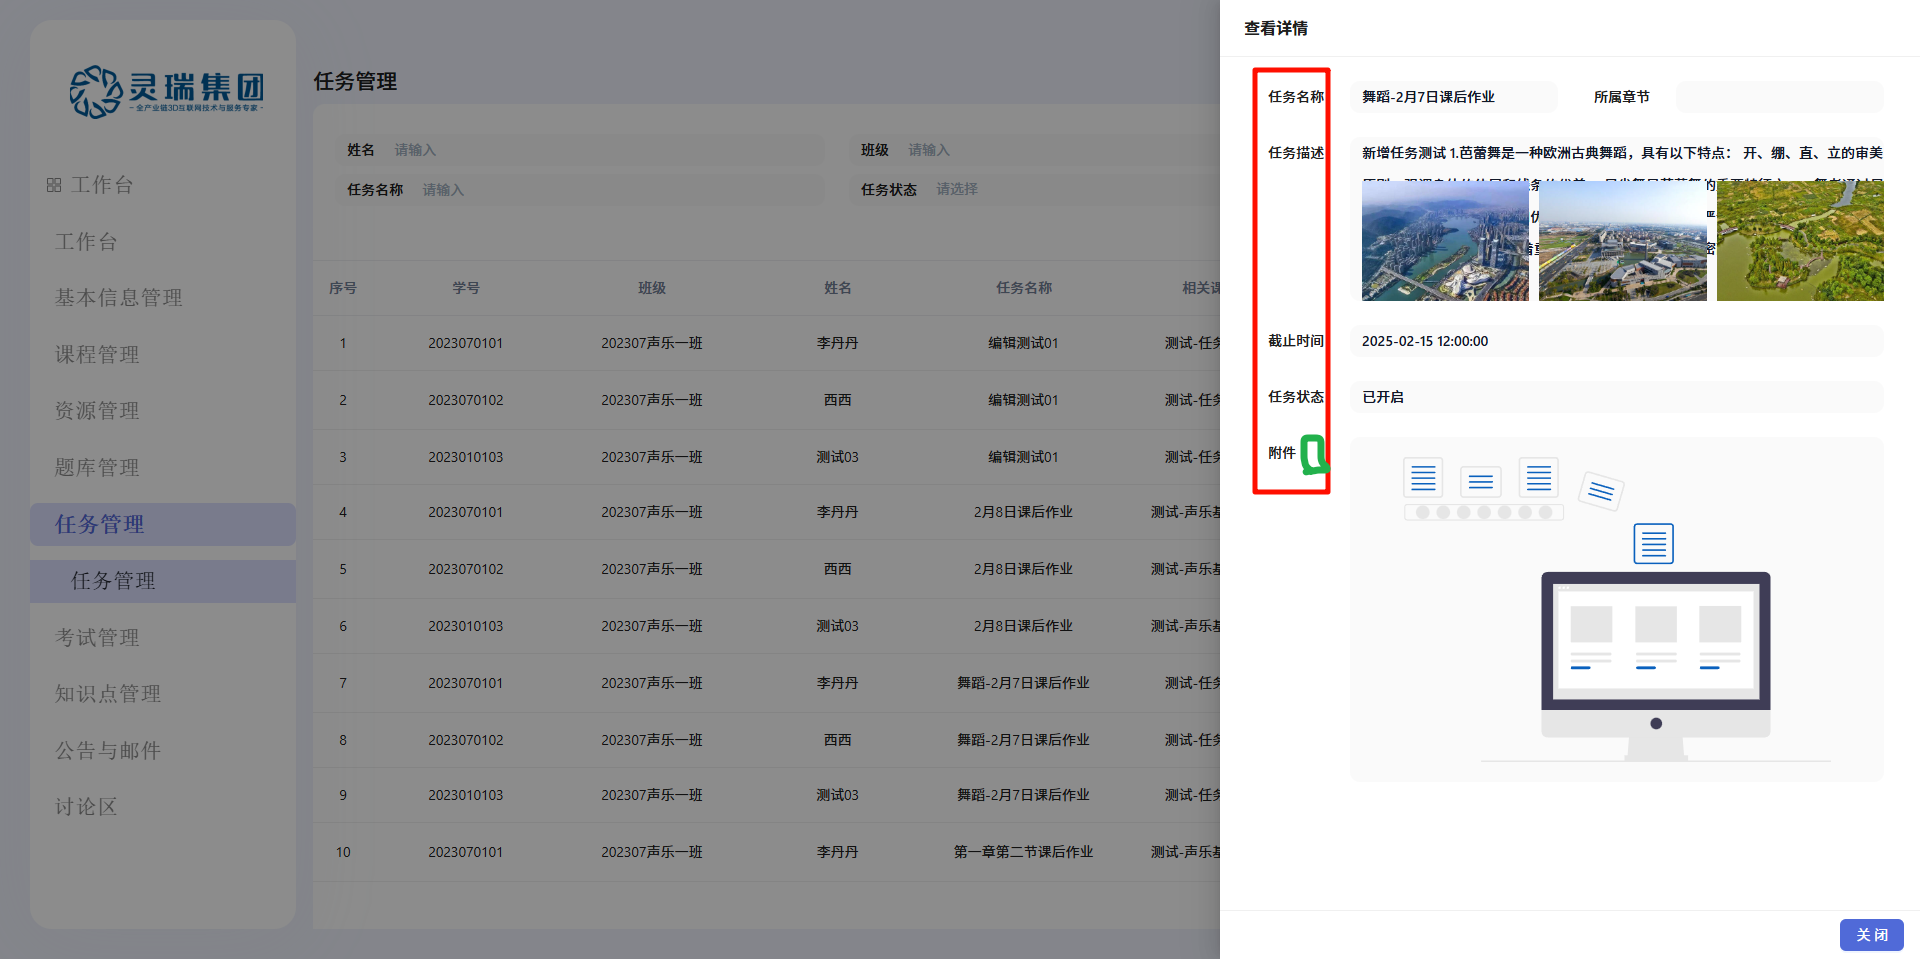 灵瑞集团
-全产业链3D互联网技术与服务专家-
工作台
工作台
基本信息管理
课程管理
资源管理
题库管理
任务管理
任务管理
考试管理
知识点管理
公告与邮件
讨论区
任务管理
姓名 请输入 班级 请输入
任务名称 请输入 任务状态 请选择
序号 学号 班级 姓名 任务名称 相关课
1 2023070101 202307声乐一班 李丹丹 编辑测试01 测试-任务
2 2023070102 202307声乐一班 西西 编辑测试01 测试-任务
3 2023010103 202307声乐一班 测试03 编辑测试01 测试-任务
4 2023070101 202307声乐一班 李丹丹 2月8日课后作业 测试-声乐基
5 2023070102 202307声乐一班 西西 2月8日课后作业 测试-声乐基
6 2023010103 202307声乐一班 测试03 2月8日课后作业 测试-声乐基
7 2023070101 202307声乐一班 李丹丹 舞蹈-2月7日课后作业 测试-任务
8 2023070102 202307声乐一班 西西 舞蹈-2月7日课后作业 测试-任务
9 2023010103 202307声乐一班 测试03 舞蹈-2月7日课后作业 测试-任务
10 2023070101 202307声乐一班 李丹丹 第一章第二节课后作业 测试-声乐基
查看详情
任务名称 舞蹈-2月7日课后作业 所属章节
任务描述 新增任务测试 1.芭蕾舞是一种欧洲古典舞蹈，具有以下特点： 开、绷、直、立的审美
截止时间 2025-02-15 12:00:00
任务状态 已开启
附件
关 闭